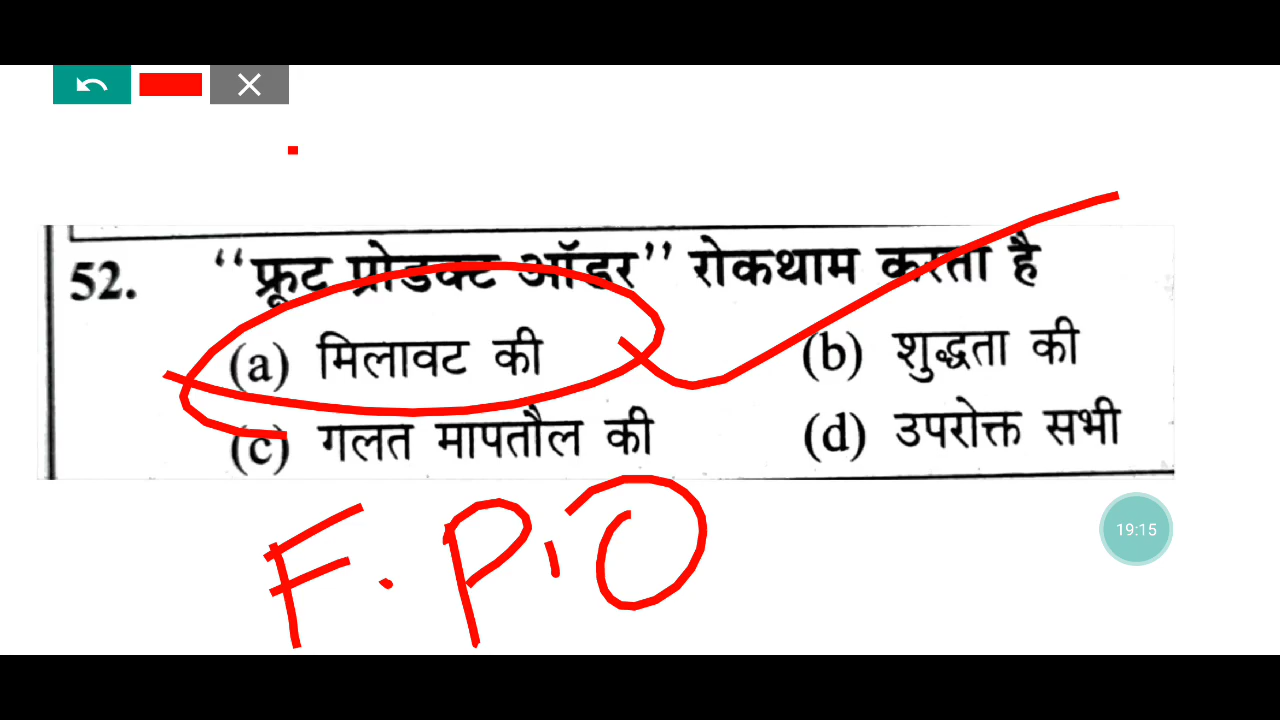 52. “फ्रूट प्रोडक्ट ऑडर” रोकथाम करता है
(a) मिलावट की (b) शुद्धता की
(c) गलत मापतौल की (d) उपरोक्त सभी
F. P. O
19:15